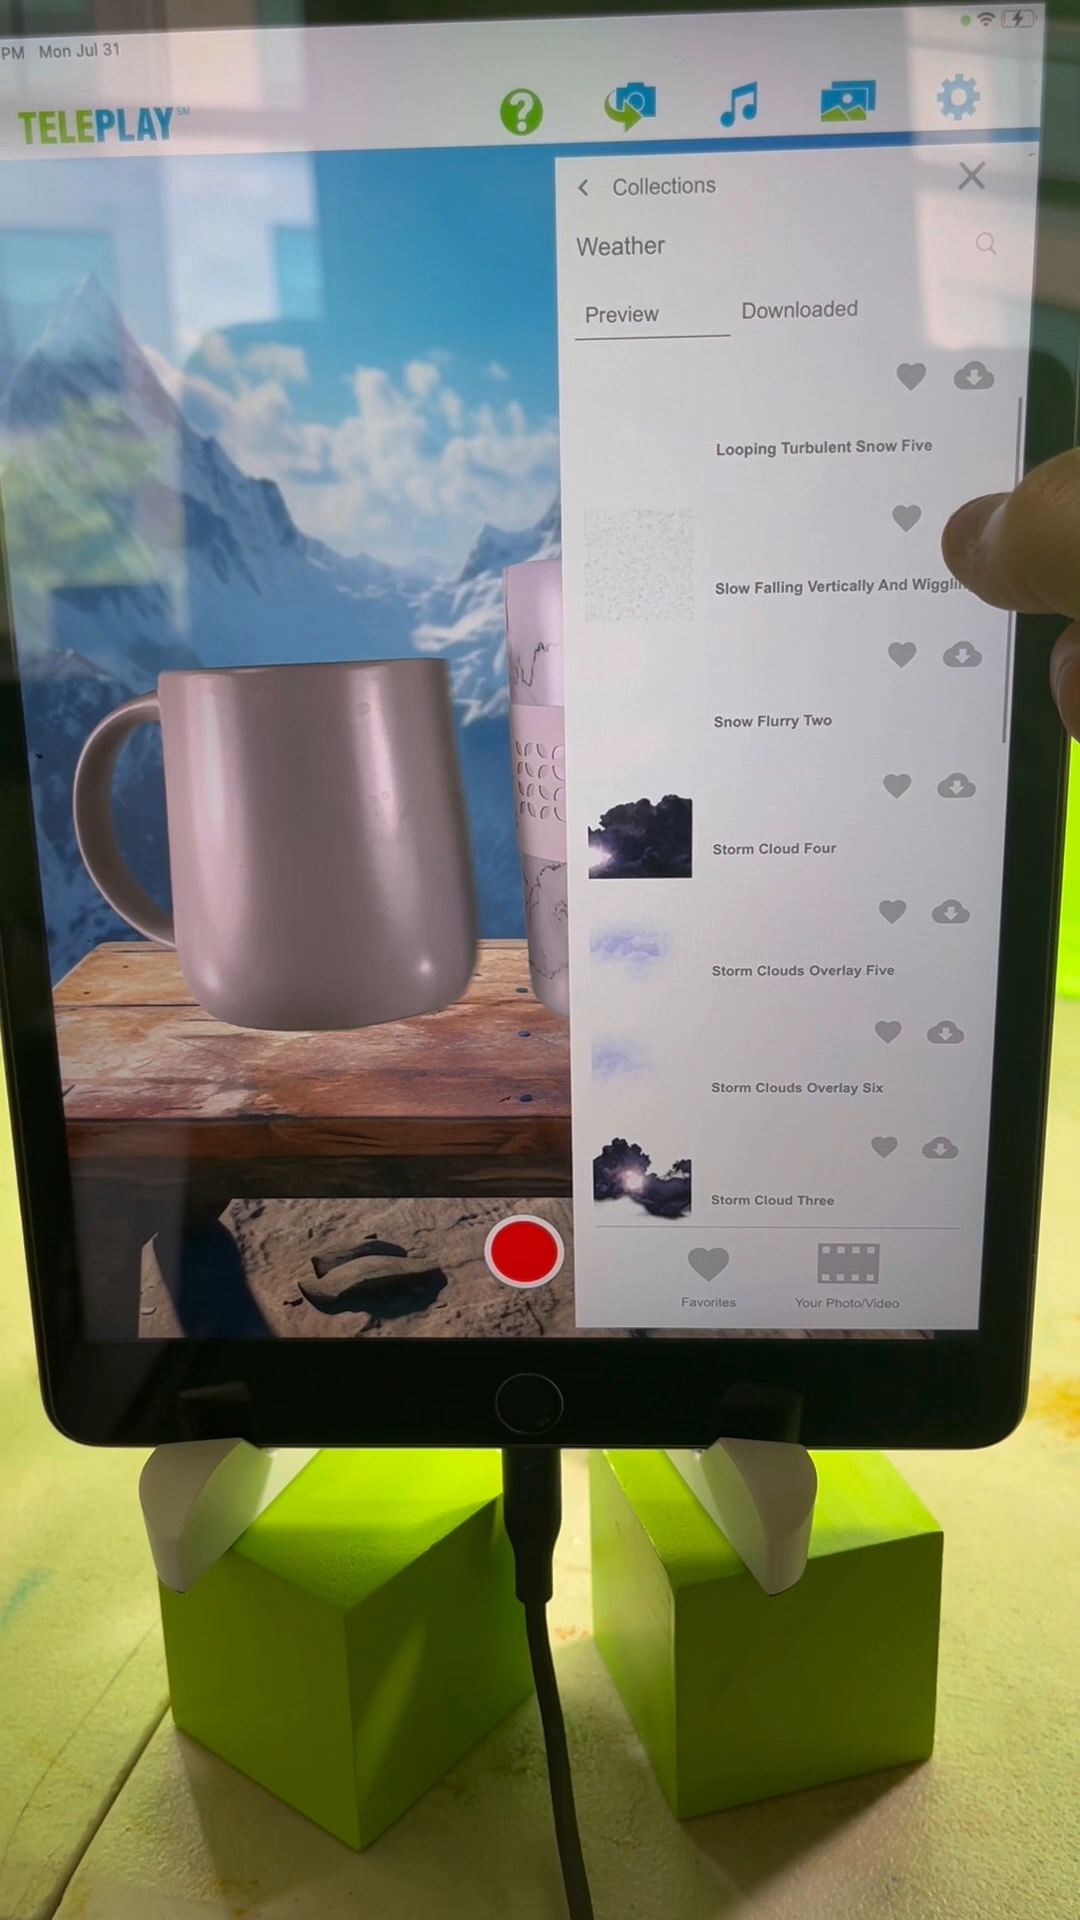 PM Mon Jul 31
TELEPLAY SM
Collections
Weather
Preview Downloaded
Looping Turbulent Snow Five
Slow Falling Vertically And
Snow Flurry Two
Storm Cloud Four
Storm Clouds Overlay Five
Storm Clouds Overlay Six
Storm Cloud Three
Favorites Your Photo/Video